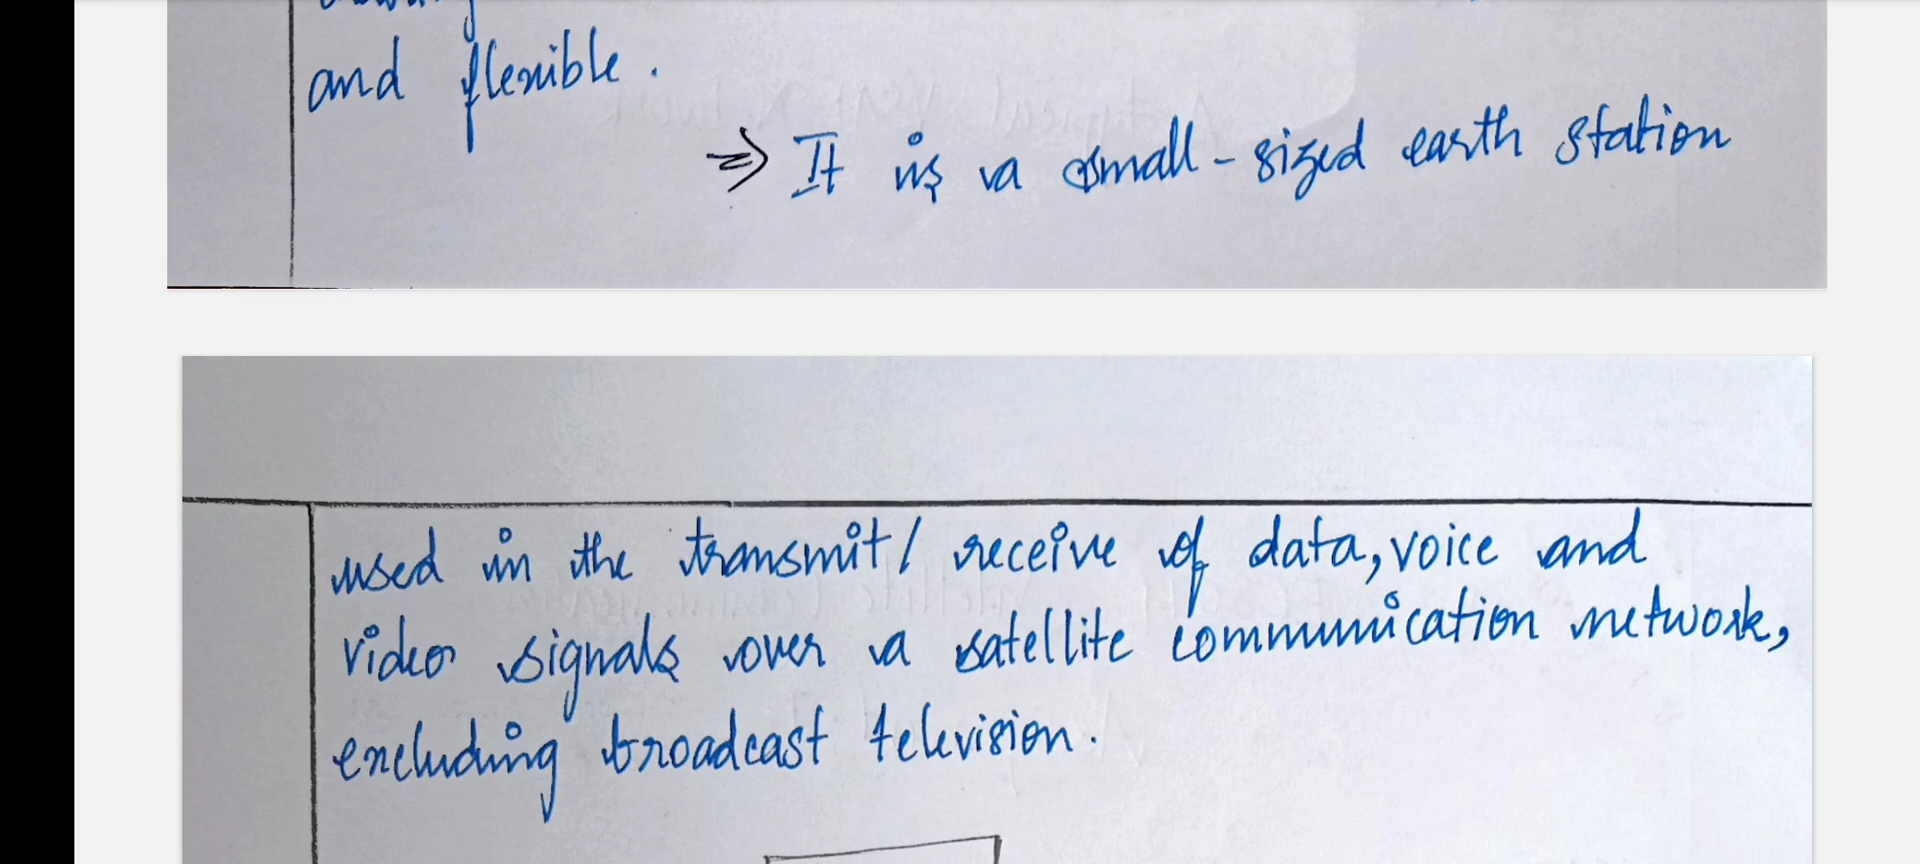 and flexible.
⇒ It is a small-sized earth station
used in the transmit/ receive of data, voice and
video signals over a satellite communication network,
excluding broadcast television.